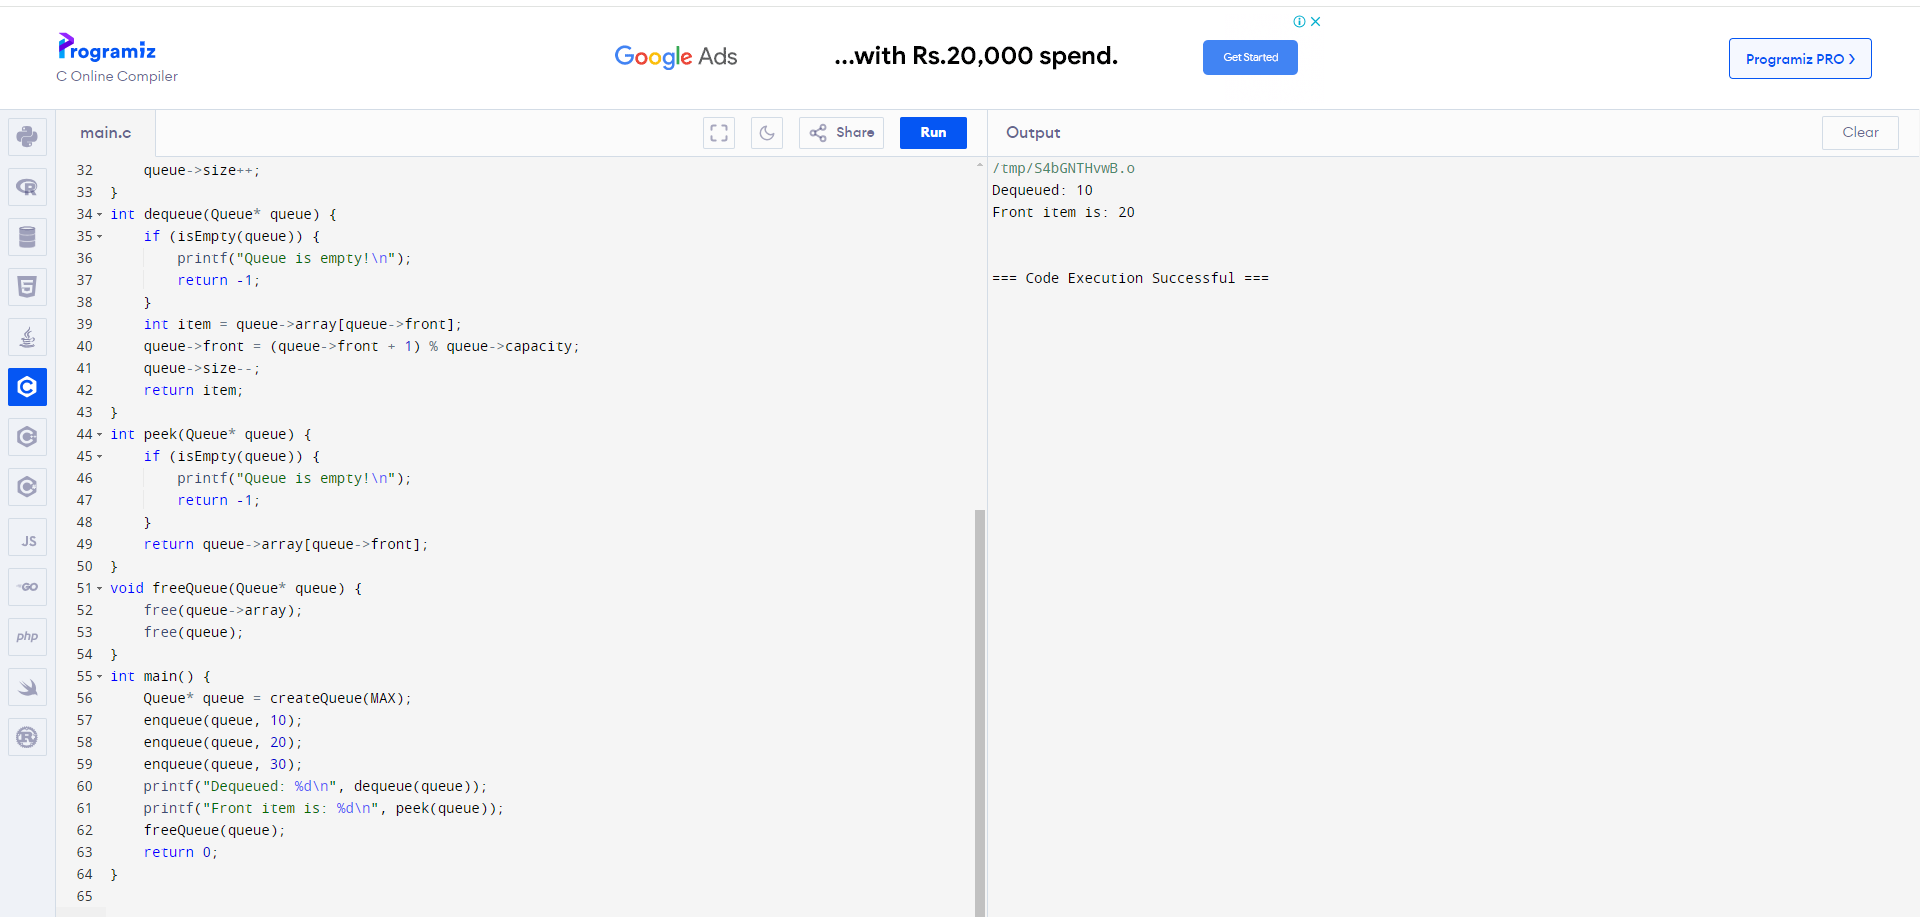 Programiz
C Online Compiler
Google Ads
...with Rs.20,000 spend.
Get Started
Programiz PRO >
main.c
Share
Run
Output
Clear
32     queue->size++;
33 }
34 int dequeue(Queue* queue) {
35     if (isEmpty(queue)) {
36         printf("Queue is empty!\n");
37         return -1;
38     }
39     int item = queue->array[queue->front];
40     queue->front = (queue->front + 1) % queue->capacity;
41     queue->size--;
42     return item;
43 }
44 int peek(Queue* queue) {
45     if (isEmpty(queue)) {
46         printf("Queue is empty!\n");
47         return -1;
48     }
49     return queue->array[queue->front];
50 }
51 void freeQueue(Queue* queue) {
52     free(queue->array);
53     free(queue);
54 }
55 int main() {
56     Queue* queue = createQueue(MAX);
57     enqueue(queue, 10);
58     enqueue(queue, 20);
59     enqueue(queue, 30);
60     printf("Dequeued: %d\n", dequeue(queue));
61     printf("Front item is: %d\n", peek(queue));
62     freeQueue(queue);
63     return 0;
64 }
65
/tmp/S4bGNTHvwB.o
Dequeued: 10
Front item is: 20
=== Code Execution Successful ===
R
C
C
C
JS
GO
php
R